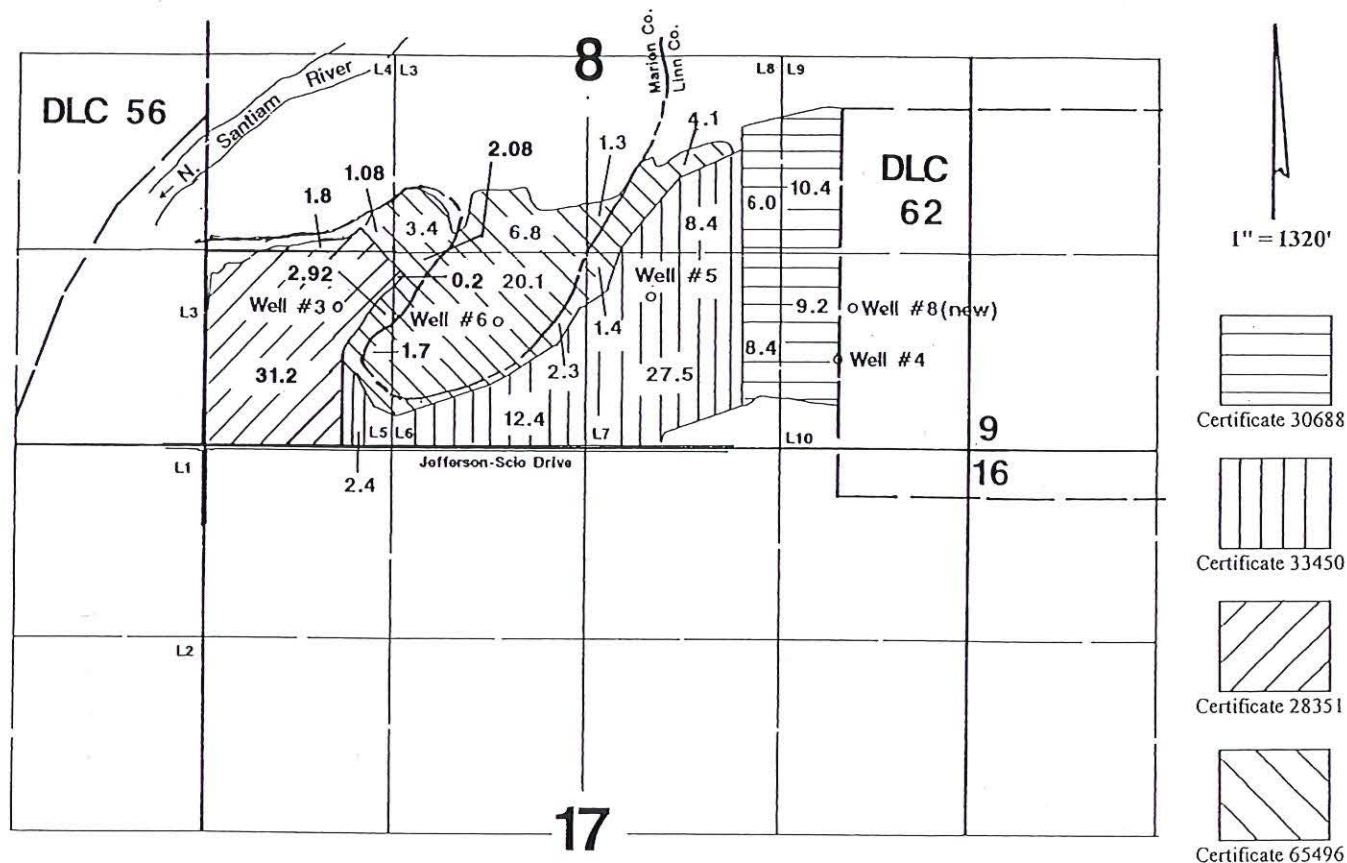 8
Marion Co.
Linn Co.
L4 L3
L8 L9
DLC 56
← N. Santiam River
4.1
1.3
2.08
DLC
62
1.08
1.8
10.4
6.0
3.4
6.8
8.4
1" = 1320'
2.92
0.2
20.1
Well #5
L3
Well #3
Well #6
9.2
Well #8(new)
1.4
8.4
Well #4
1.7
2.3
31.2
27.5
12.4
L5 L6
L7
L10
9
Certificate 30688
L1
Jefferson-Scio Drive
16
2.4
Certificate 33450
L2
Certificate 28351
17
Certificate 65496